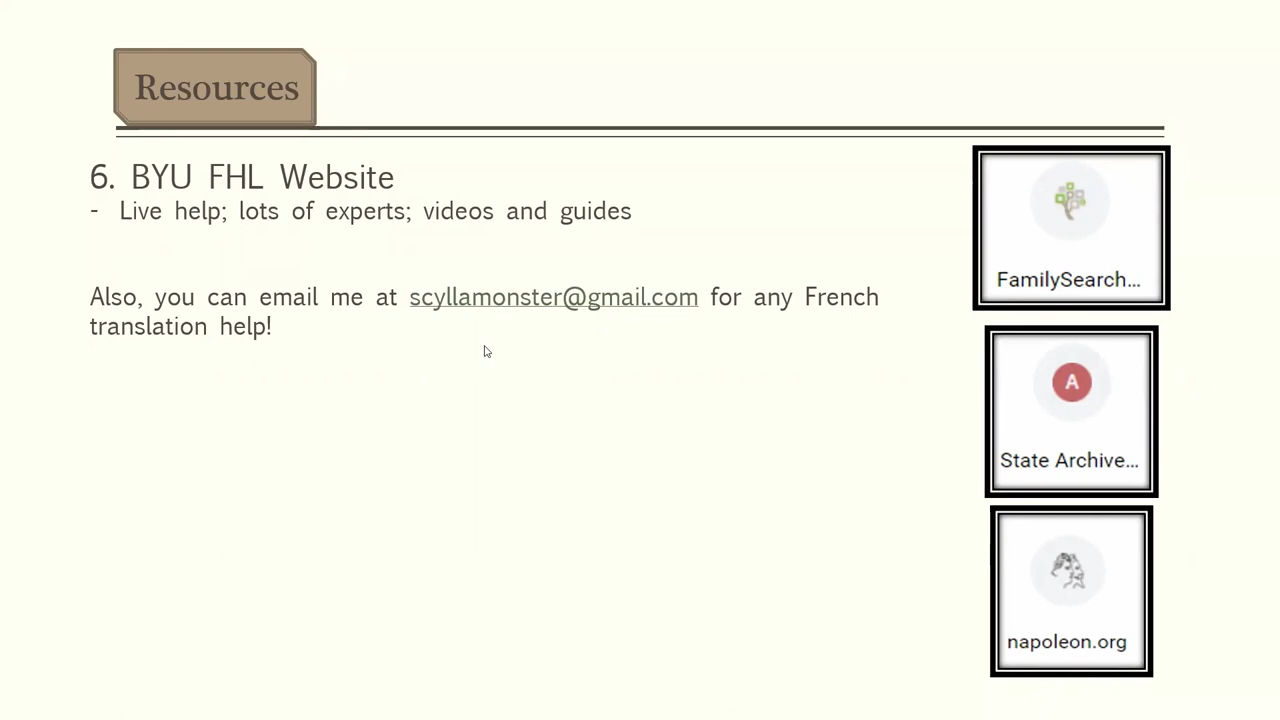 Resources
6. BYU FHL Website
- Live help; lots of experts; videos and guides
Also, you can email me at scyllamonster@gmail.com for any French
translation help!
FamilySearch...
A
State Archive...
napoleon.org